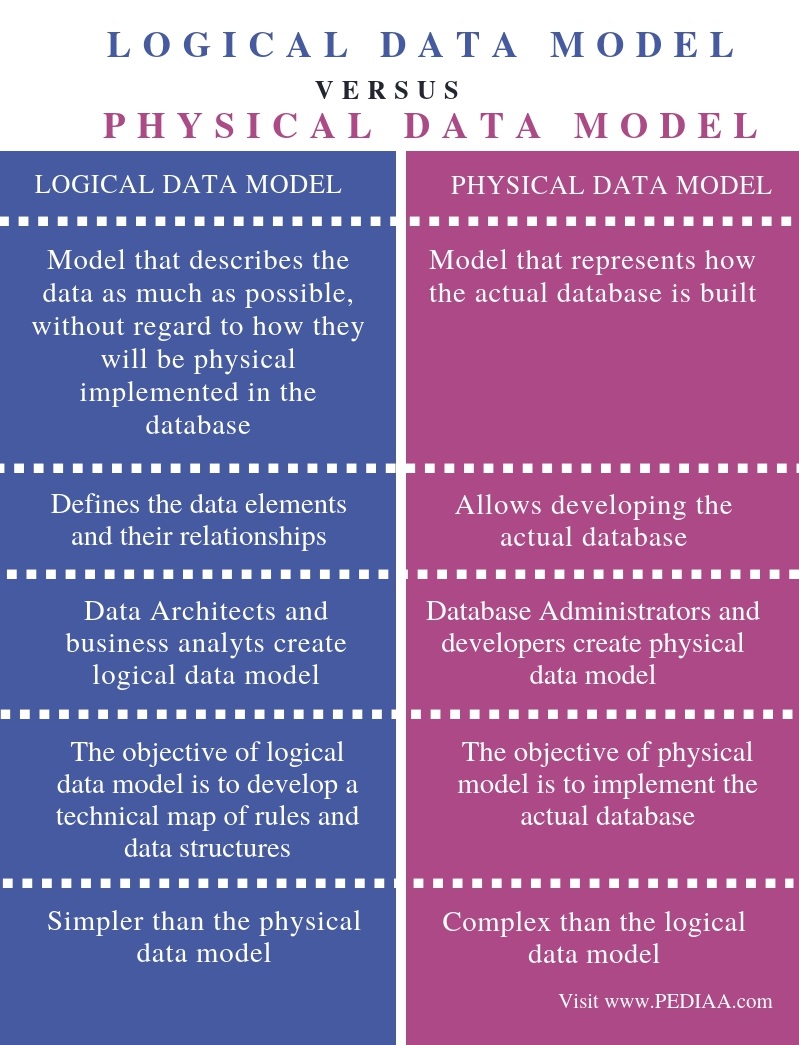 LOGICAL DATA MODEL
VERSUS
PHYSICAL DATA MODEL
LOGICAL DATA MODEL
PHYSICAL DATA MODEL
Model that describes the
data as much as possible,
without regard to how they
will be physical
implemented in the
database
Model that represents how
the actual database is built
Defines the data elements
and their relationships
Allows developing the
actual database
Data Architects and
business analyts create
logical data model
Database Administrators and
developers create physical
data model
The objective of logical
data model is to develop a
technical map of rules and
data structures
The objective of physical
model is to implement the
actual database
Simpler than the physical
data model
Complex than the logical
data model
Visit www.PEDIAA.com